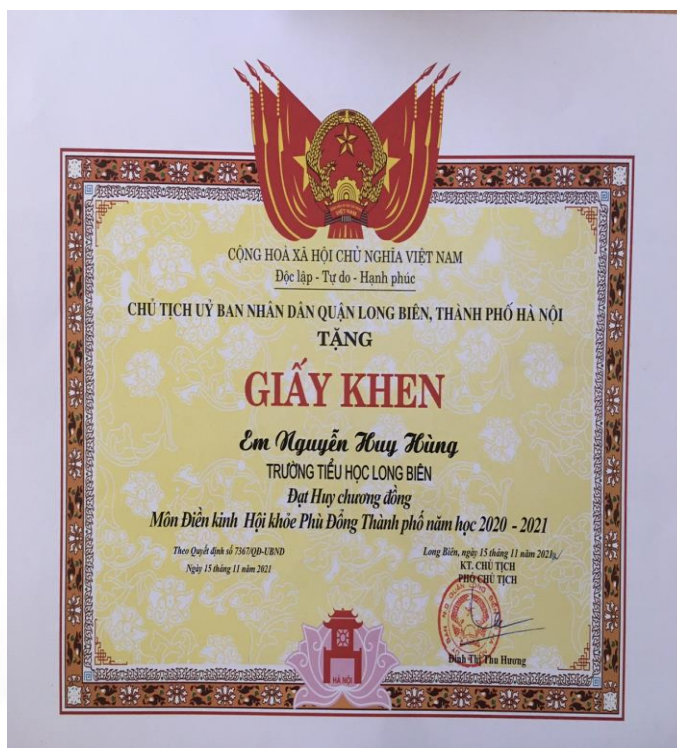 VIỆT NAM
CỘNG HOÀ XÃ HỘI CHỦ NGHĨA VIỆT NAM
Độc lập - Tự do - Hạnh phúc
CHỦ TỊCH UỶ BAN NHÂN DÂN QUẬN LONG BIÊN, THÀNH PHỐ HÀ NỘI
TẶNG
GIẤY KHEN
Em Nguyễn Huy Hùng
TRƯỜNG TIỂU HỌC LONG BIÊN
Đạt Huy chương đồng
Môn Điền kinh Hội khỏe Phù Đổng Thành phố năm học 2020 - 2021
Theo Quyết định số 7367/QĐ-UBND
Ngày 15 tháng 11 năm 2021
Long Biên, ngày 15 tháng 11 năm 2021
KT. CHỦ TỊCH
PHÓ CHỦ TỊCH
Đinh Thị Thu Hương
HÀ NỘI